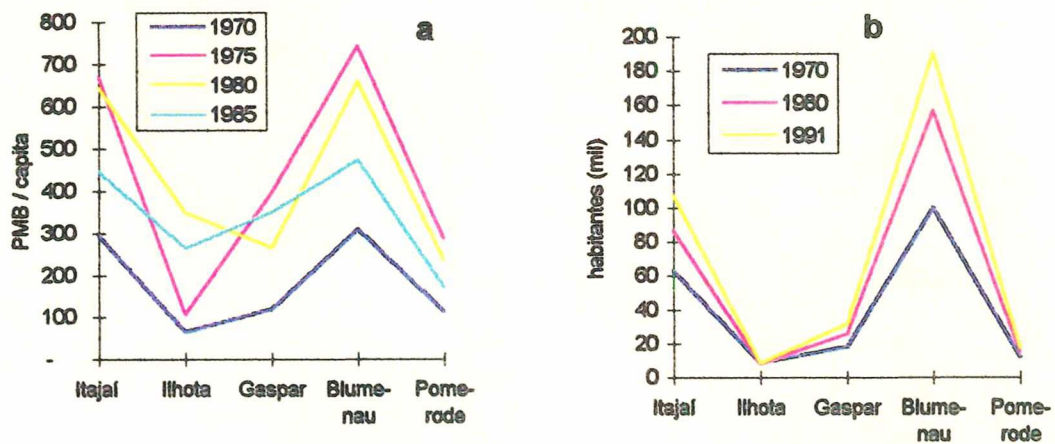 a
PMB / capita
800
700
600
500
400
300
200
100
-
1970
1975
1980
1985
Itajaí
Ilhota
Gaspar
Blume-
nau
Pome-
rode
b
habitantes (mil)
200
180
160
140
120
100
80
60
40
20
0
1970
1980
1991
Itajaí
Ilhota
Gaspar
Blume-
nau
Pome-
rode